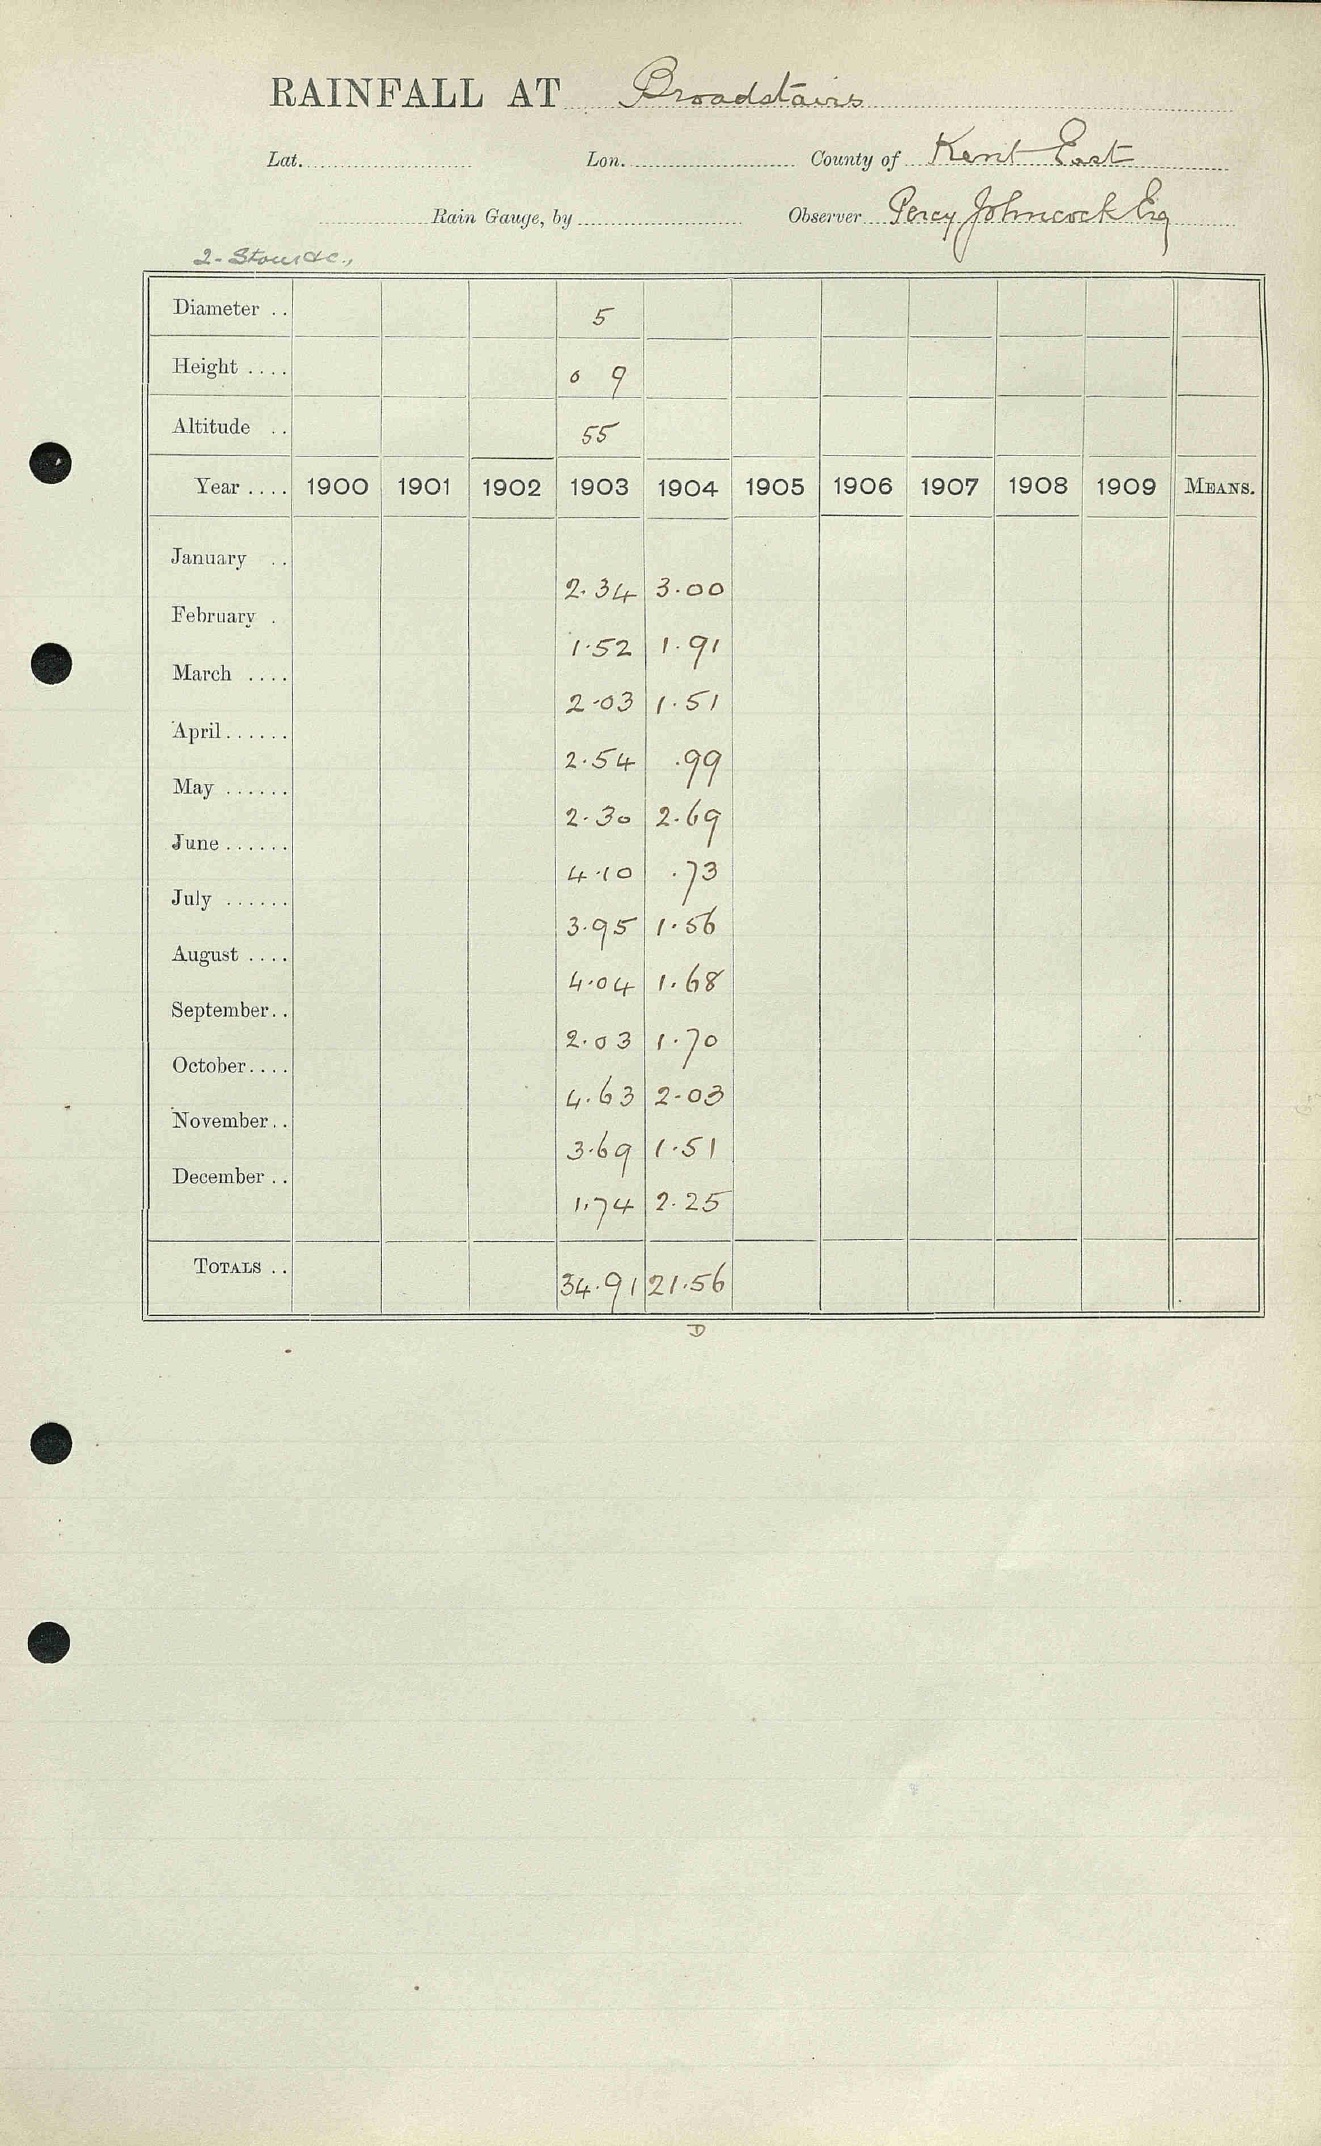 RAINFALL AT Broadstairs
Lat. Lon. County of Kent East
Rain Gauge, by Observer Percy Johncock Esq
2 - Stour &c.,
Diameter .. 5
Height .... 0 9
Altitude .. 55
Year .... 1900 1901 1902 1903 1904 1905 1906 1907 1908 1909 MEANS.
January .. 2.34 3.00
February . 1.52 1.91
March .... 2.03 1.51
April...... 2.54 .99
May ...... 2.30 2.69
June...... 4.10 .73
July ...... 3.95 1.56
August .... 4.04 1.68
September.. 2.03 1.70
October.... 4.63 2.03
November.. 3.69 1.51
December .. 1.74 2.25
TOTALS .. 34.91 21.56
D